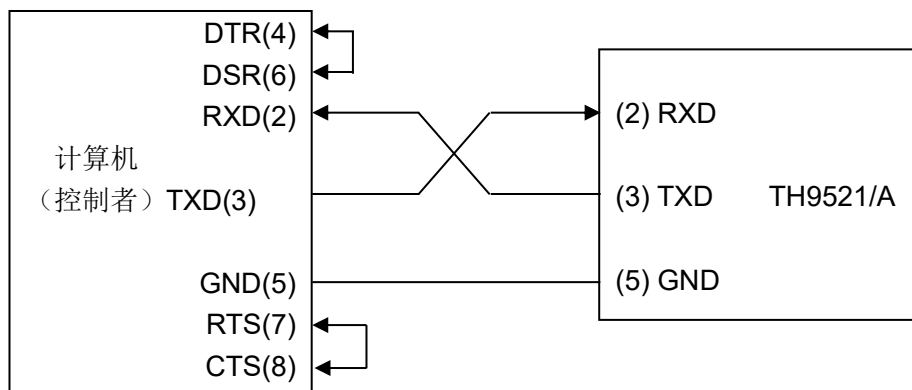 DTR(4)
DSR(6)
RXD(2)
计算机
（控制者）TXD(3)
GND(5)
RTS(7)
CTS(8)
(2) RXD
(3) TXD TH9521/A
(5) GND